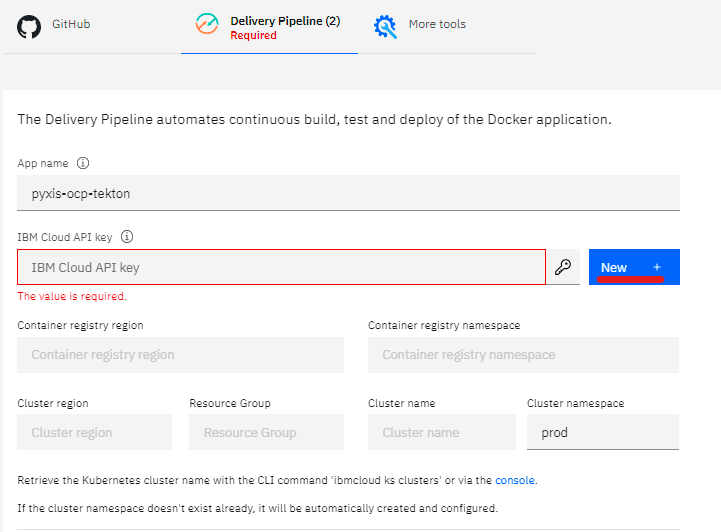 GitHub
Delivery Pipeline (2)
Required
More tools
The Delivery Pipeline automates continuous build, test and deploy of the Docker application.
App name
pyxis-ocp-tekton
IBM Cloud API key
IBM Cloud API key
New +
The value is required.
Container registry region Container registry namespace
Container registry region Container registry namespace
Cluster region Resource Group Cluster name Cluster namespace
Cluster region Resource Group Cluster name prod
Retrieve the Kubernetes cluster name with the CLI command 'ibmcloud ks clusters' or via the console.
If the cluster namespace doesn't exist already, it will be automatically created and configured.